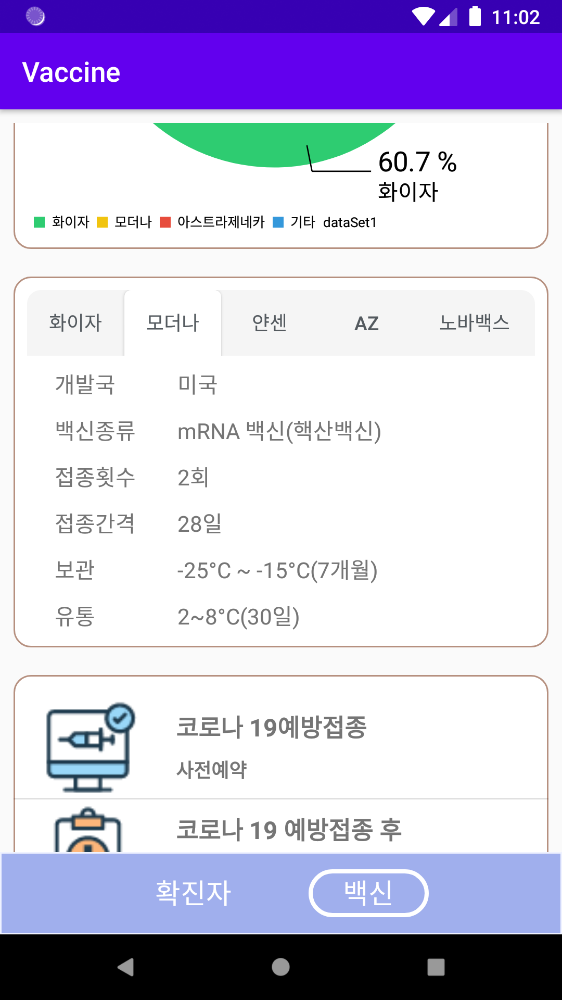 11:02
Vaccine
60.7 %
화이자
화이자 모더나 아스트라제네카 기타 dataSet1
화이자 모더나 얀센 AZ 노바백스
개발국 미국
백신종류 mRNA 백신(핵산백신)
접종횟수 2회
접종간격 28일
보관 -25°C ~ -15°C(7개월)
유통 2~8°C(30일)
코로나 19예방접종
사전예약
코로나 19 예방접종 후
확진자 백신